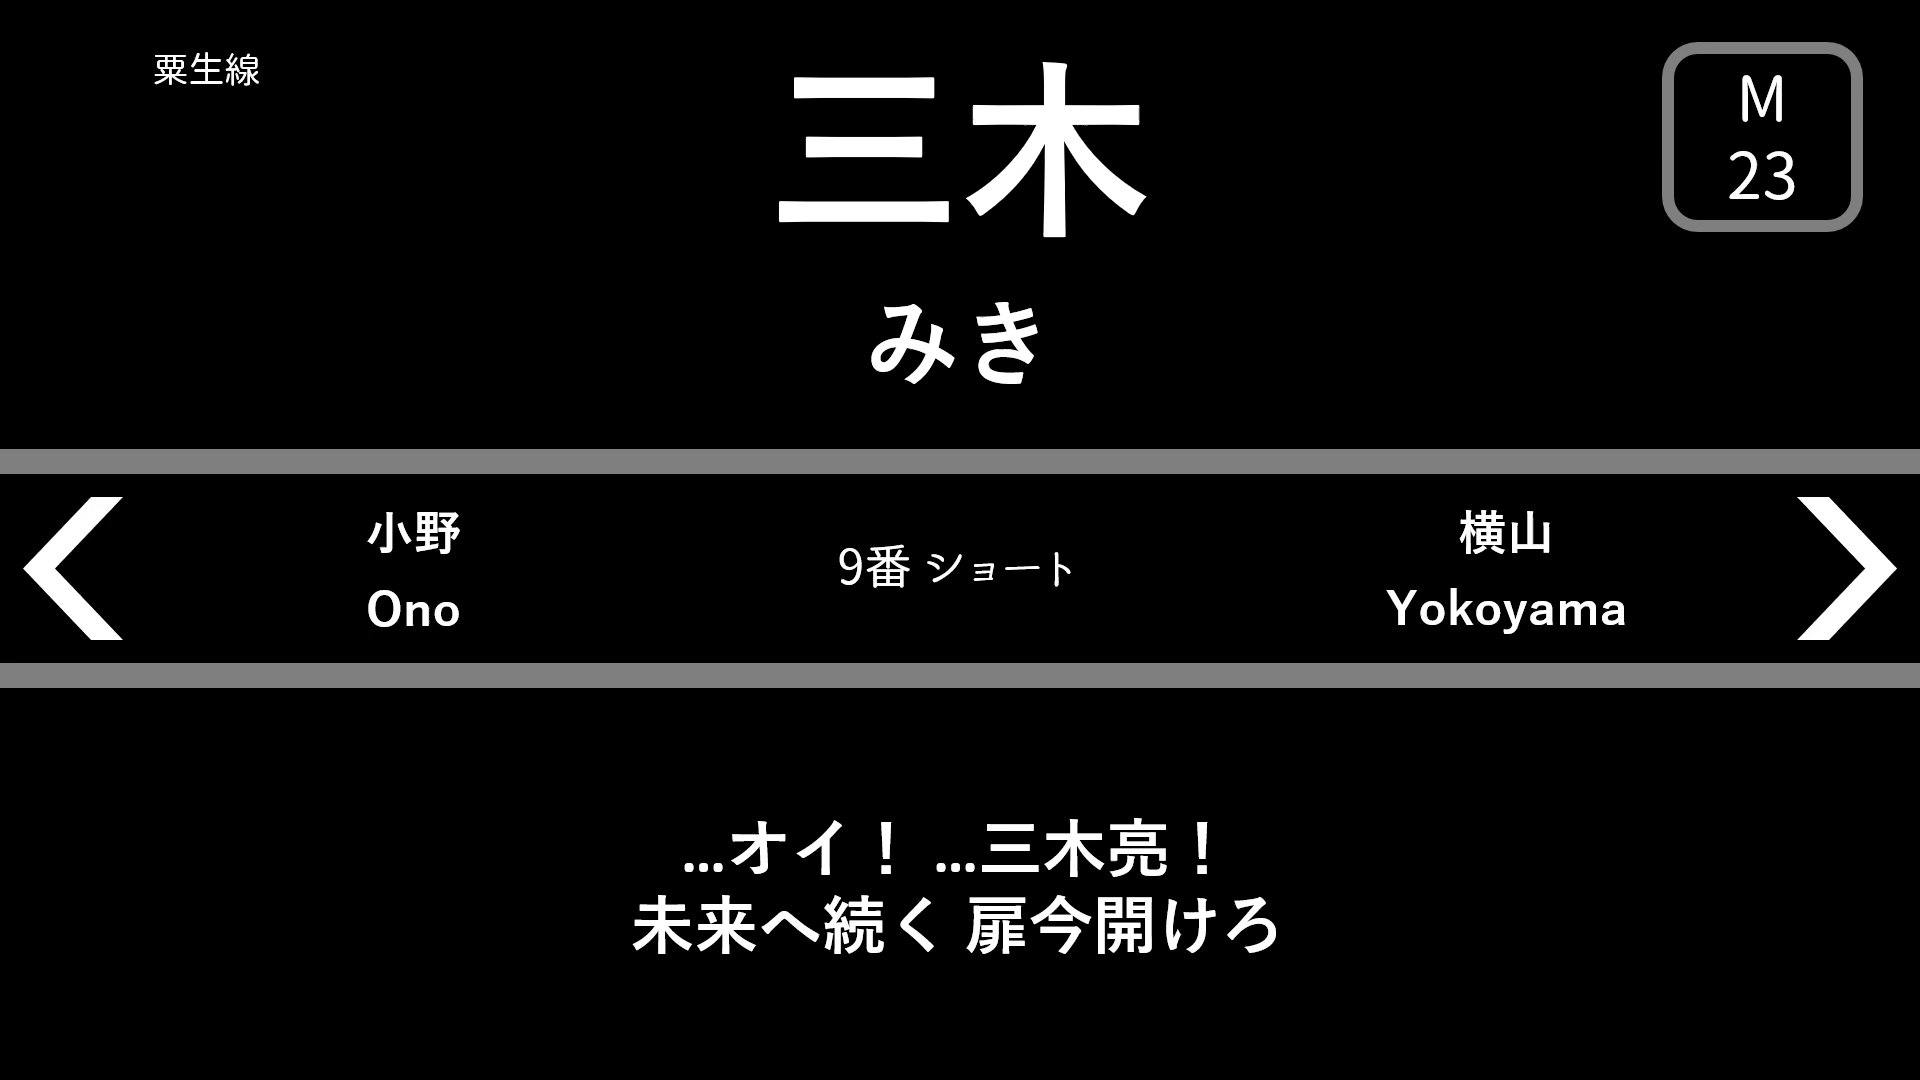 粟生線
三木
みき
M
23
小野
Ono
9番 ショート
横山
Yokoyama
…オイ！ …三木亮！
未来へ続く 扉今開けろ